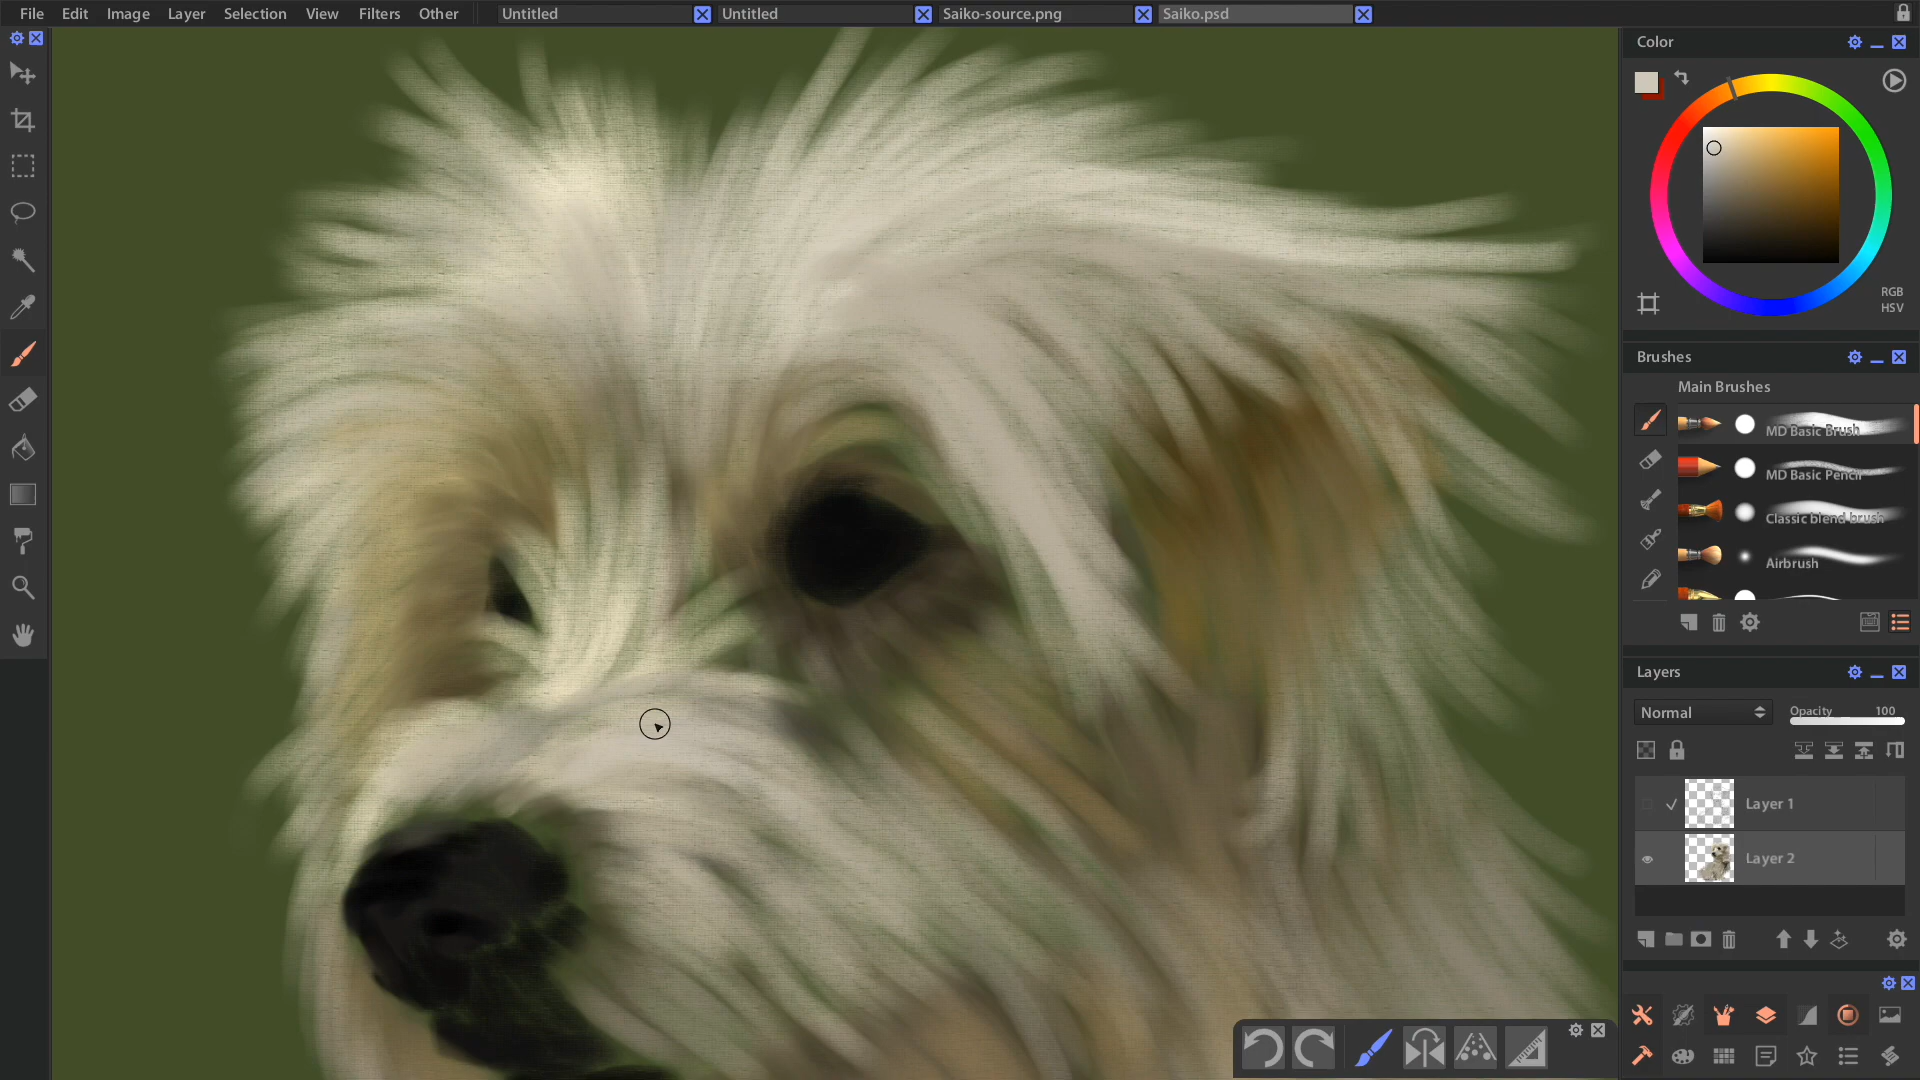 File Edit Image Layer Selection View Filters Other Untitled Untitled Saiko-source.png Saiko.psd
Color
RGB
HSV
Brushes
Main Brushes
MD Basic Brush
MD Basic Pencil
Classic blend brush
Airbrush
Layers
Normal Opacity 100
Layer 1
Layer 2